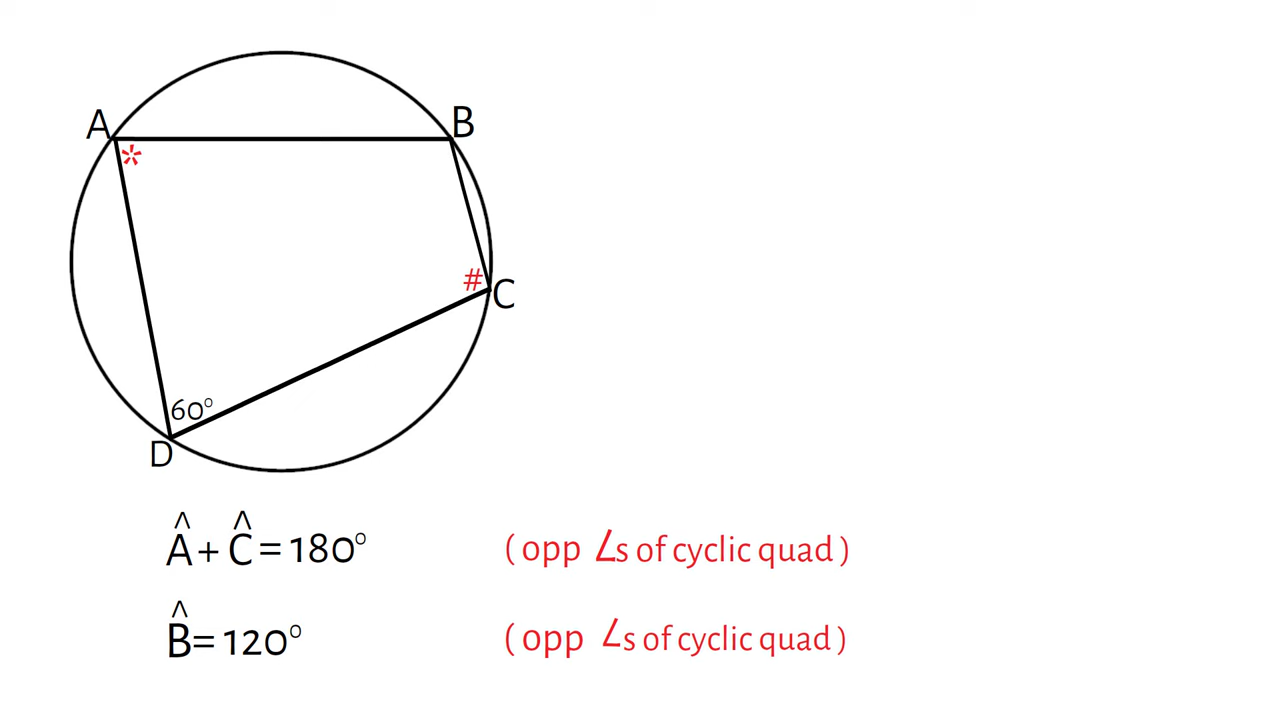 A
B
*
#
C
60°
D
Â + Ĉ = 180° ( opp ∠s of cyclic quad )
B̂ = 120° ( opp ∠s of cyclic quad )